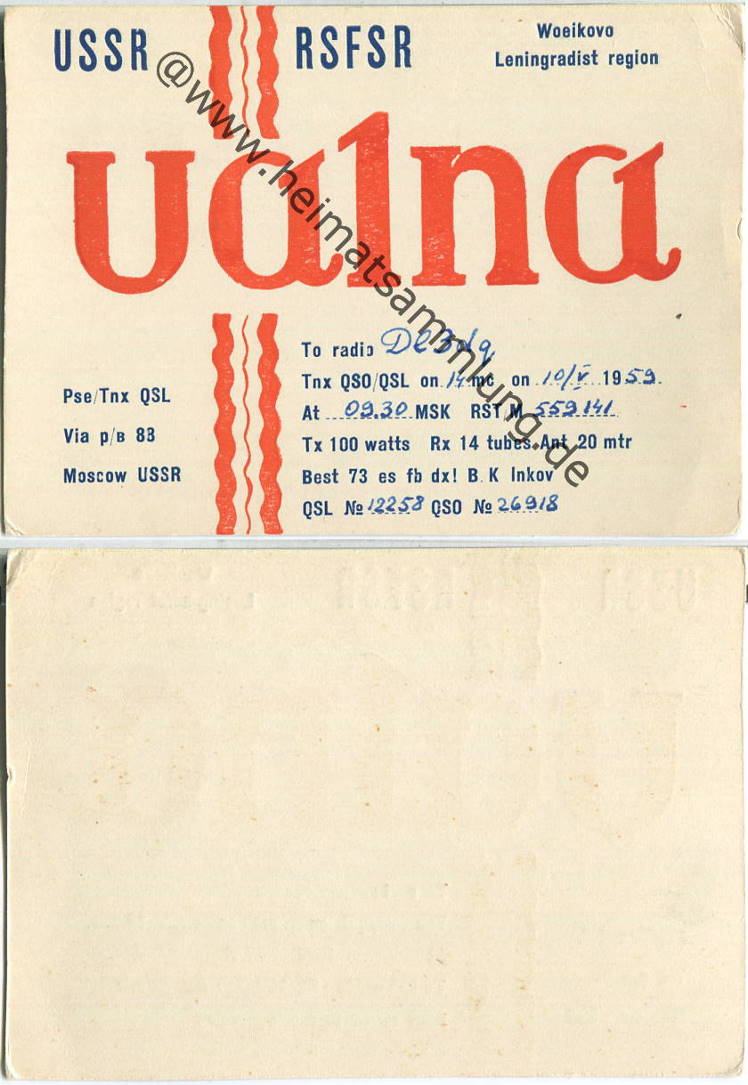 USSR RSFSR
Woeikovo
Leningradist region
ua1na
To radio Dl3dq
Tnx QSO/QSL on 14 mc on 10/V 1959.
At 09.30 MSK RST M 559 141
Tx 100 watts Rx 14 tubes Ant. 20 mtr
Best 73 es fb dx! B. K Inkov
QSL № 12258 QSO № 26918
Pse/Tnx QSL
Via p/в 88
Moscow USSR
@www.heimatsammlung.de